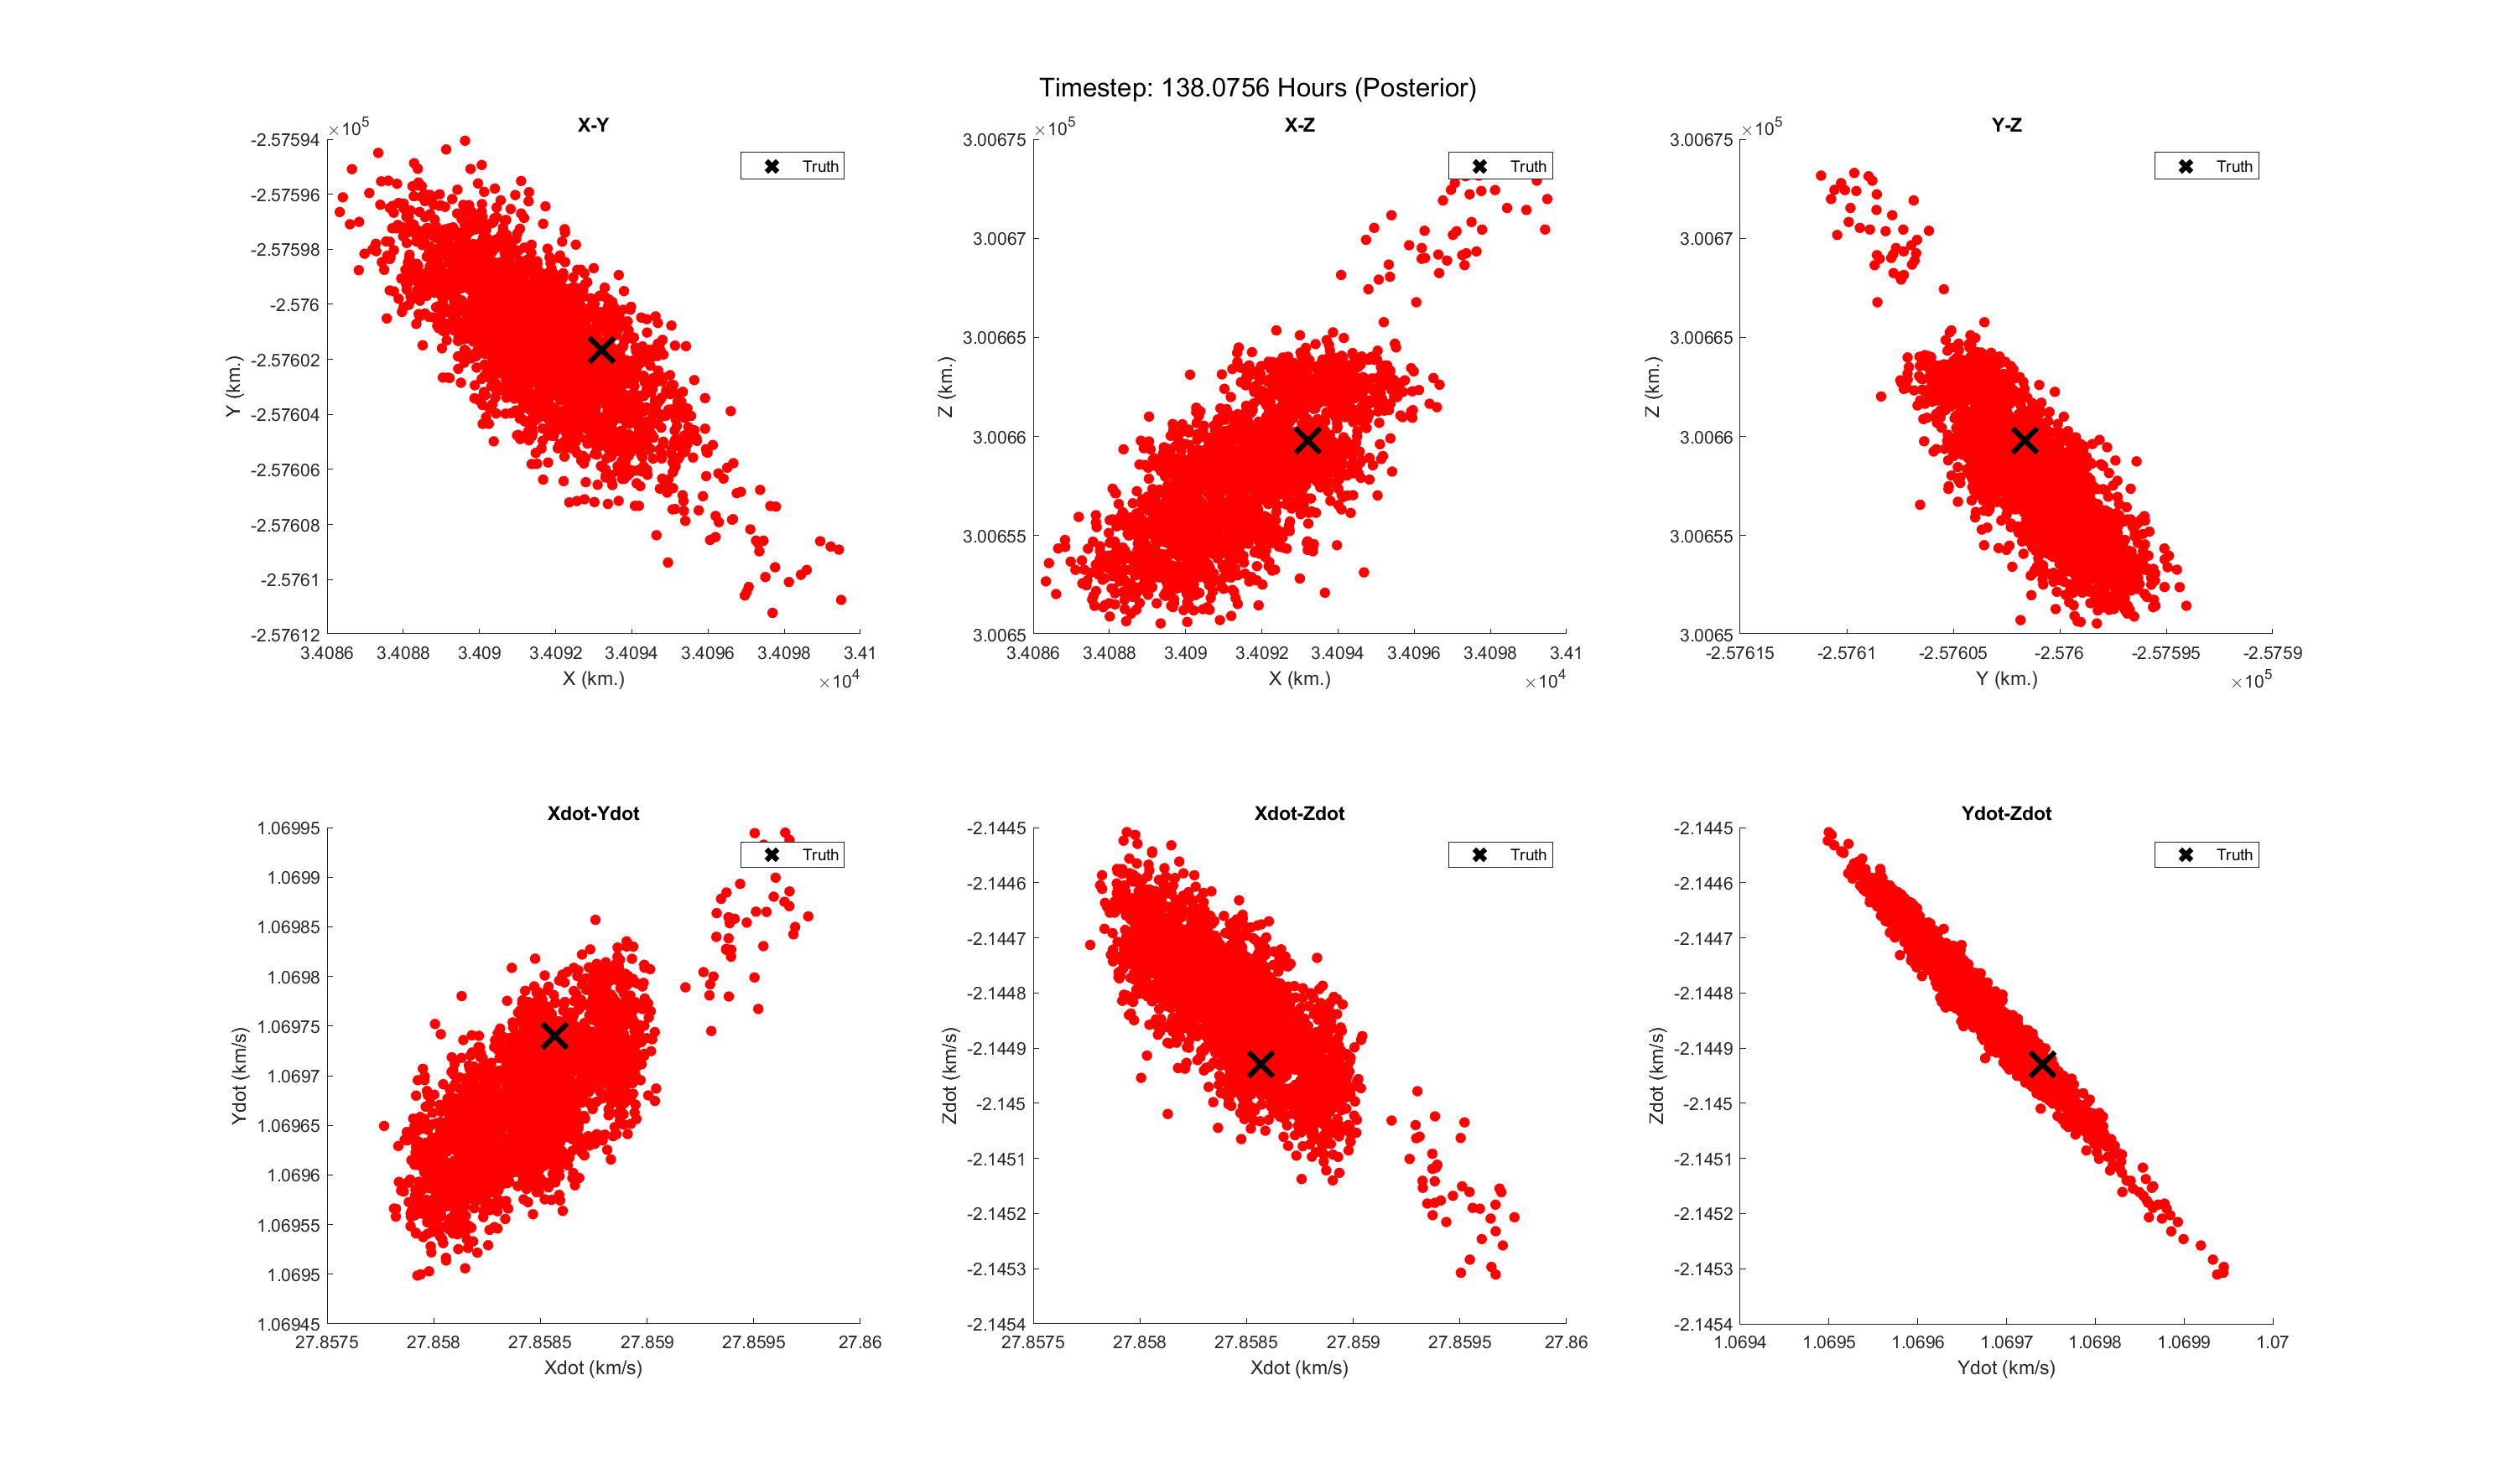 Timestep: 138.0756 Hours (Posterior)
X-Y
×10^5
-2.57594
-2.57596
-2.57598
-2.576
-2.57602
-2.57604
-2.57606
-2.57608
-2.5761
-2.57612
Y (km.)
3.4086 3.4088 3.409 3.4092 3.4094 3.4096 3.4098 3.41
X (km.)
×10^4
Truth
X-Z
×10^5
3.00675
3.0067
3.00665
3.0066
3.00655
3.0065
Z (km.)
3.4086 3.4088 3.409 3.4092 3.4094 3.4096 3.4098 3.41
X (km.)
×10^4
Truth
Y-Z
×10^5
3.00675
3.0067
3.00665
3.0066
3.00655
3.0065
Z (km.)
-2.57615 -2.5761 -2.57605 -2.576 -2.57595 -2.5759
Y (km.)
×10^5
Truth
Xdot-Ydot
1.06995
1.0699
1.06985
1.0698
1.06975
1.0697
1.06965
1.0696
1.06955
1.0695
1.06945
Ydot (km/s)
27.8575 27.858 27.8585 27.859 27.8595 27.86
Xdot (km/s)
Truth
Xdot-Zdot
-2.1445
-2.1446
-2.1447
-2.1448
-2.1449
-2.145
-2.1451
-2.1452
-2.1453
-2.1454
Zdot (km/s)
27.8575 27.858 27.8585 27.859 27.8595 27.86
Xdot (km/s)
Truth
Ydot-Zdot
-2.1445
-2.1446
-2.1447
-2.1448
-2.1449
-2.145
-2.1451
-2.1452
-2.1453
-2.1454
Zdot (km/s)
1.0694 1.0695 1.0696 1.0697 1.0698 1.0699 1.07
Ydot (km/s)
Truth